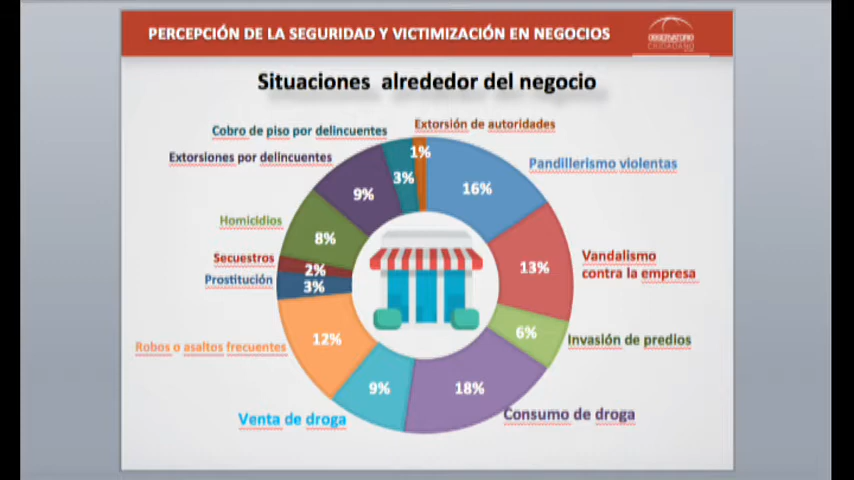 PERCEPCIÓN DE LA SEGURIDAD Y VICTIMIZACIÓN EN NEGOCIOS
OBSERVATORIO
CIUDADANO
Situaciones alrededor del negocio
Cobro de piso por delincuentes
Extorsión de autoridades
Extorsiones por delincuentes
Pandillerismo violentas
1%
3%
16%
9%
Homicidios
8%
Secuestros
2%
Vandalismo
contra la empresa
13%
Prostitución
3%
Robos o asaltos frecuentes
12%
6%
Invasión de predios
9%
18%
Venta de droga
Consumo de droga